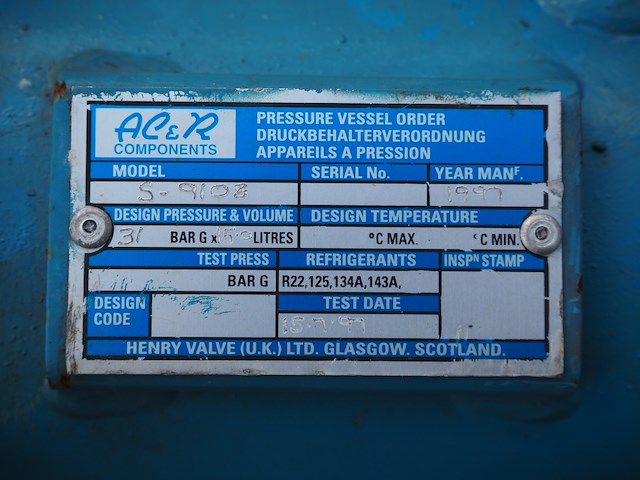 AC&R
COMPONENTS
PRESSURE VESSEL ORDER
DRUCKBEHALTERVERORDNUNG
APPAREILS A PRESSION
MODEL SERIAL No. YEAR MANF.
S-9108 1997
DESIGN PRESSURE & VOLUME DESIGN TEMPERATURE
31 BAR G x LITRES °C MAX. °C MIN.
TEST PRESS REFRIGERANTS INSPN STAMP
BAR G R22,125,134A,143A,
DESIGN CODE TEST DATE
15.7.97
HENRY VALVE (U.K.) LTD. GLASGOW. SCOTLAND.